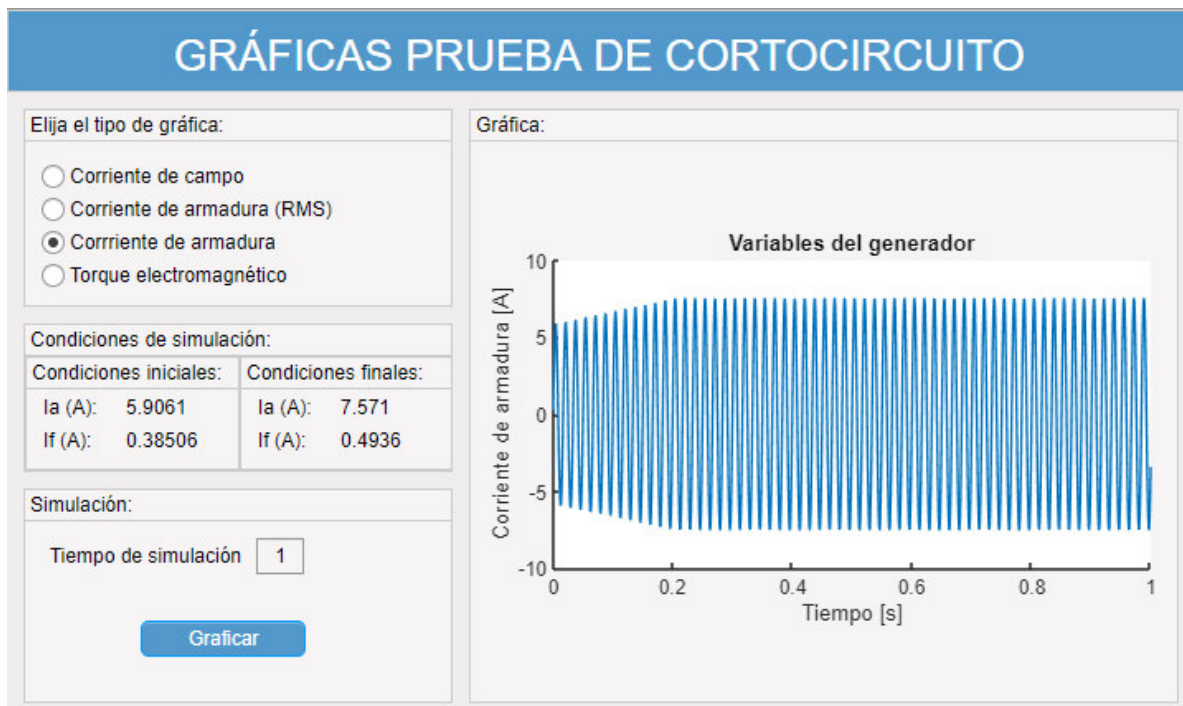 GRÁFICAS PRUEBA DE CORTOCIRCUITO
Elija el tipo de gráfica:
Corriente de campo
Corriente de armadura (RMS)
Corrriente de armadura
Torque electromagnético
Condiciones de simulación:
Condiciones iniciales:
Ia (A): 5.9061
If (A): 0.38506
Condiciones finales:
Ia (A): 7.571
If (A): 0.4936
Simulación:
Tiempo de simulación 1
Graficar
Gráfica:
Variables del generador
Corriente de armadura [A]
10
5
0
-5
-10
0 0.2 0.4 0.6 0.8 1
Tiempo [s]